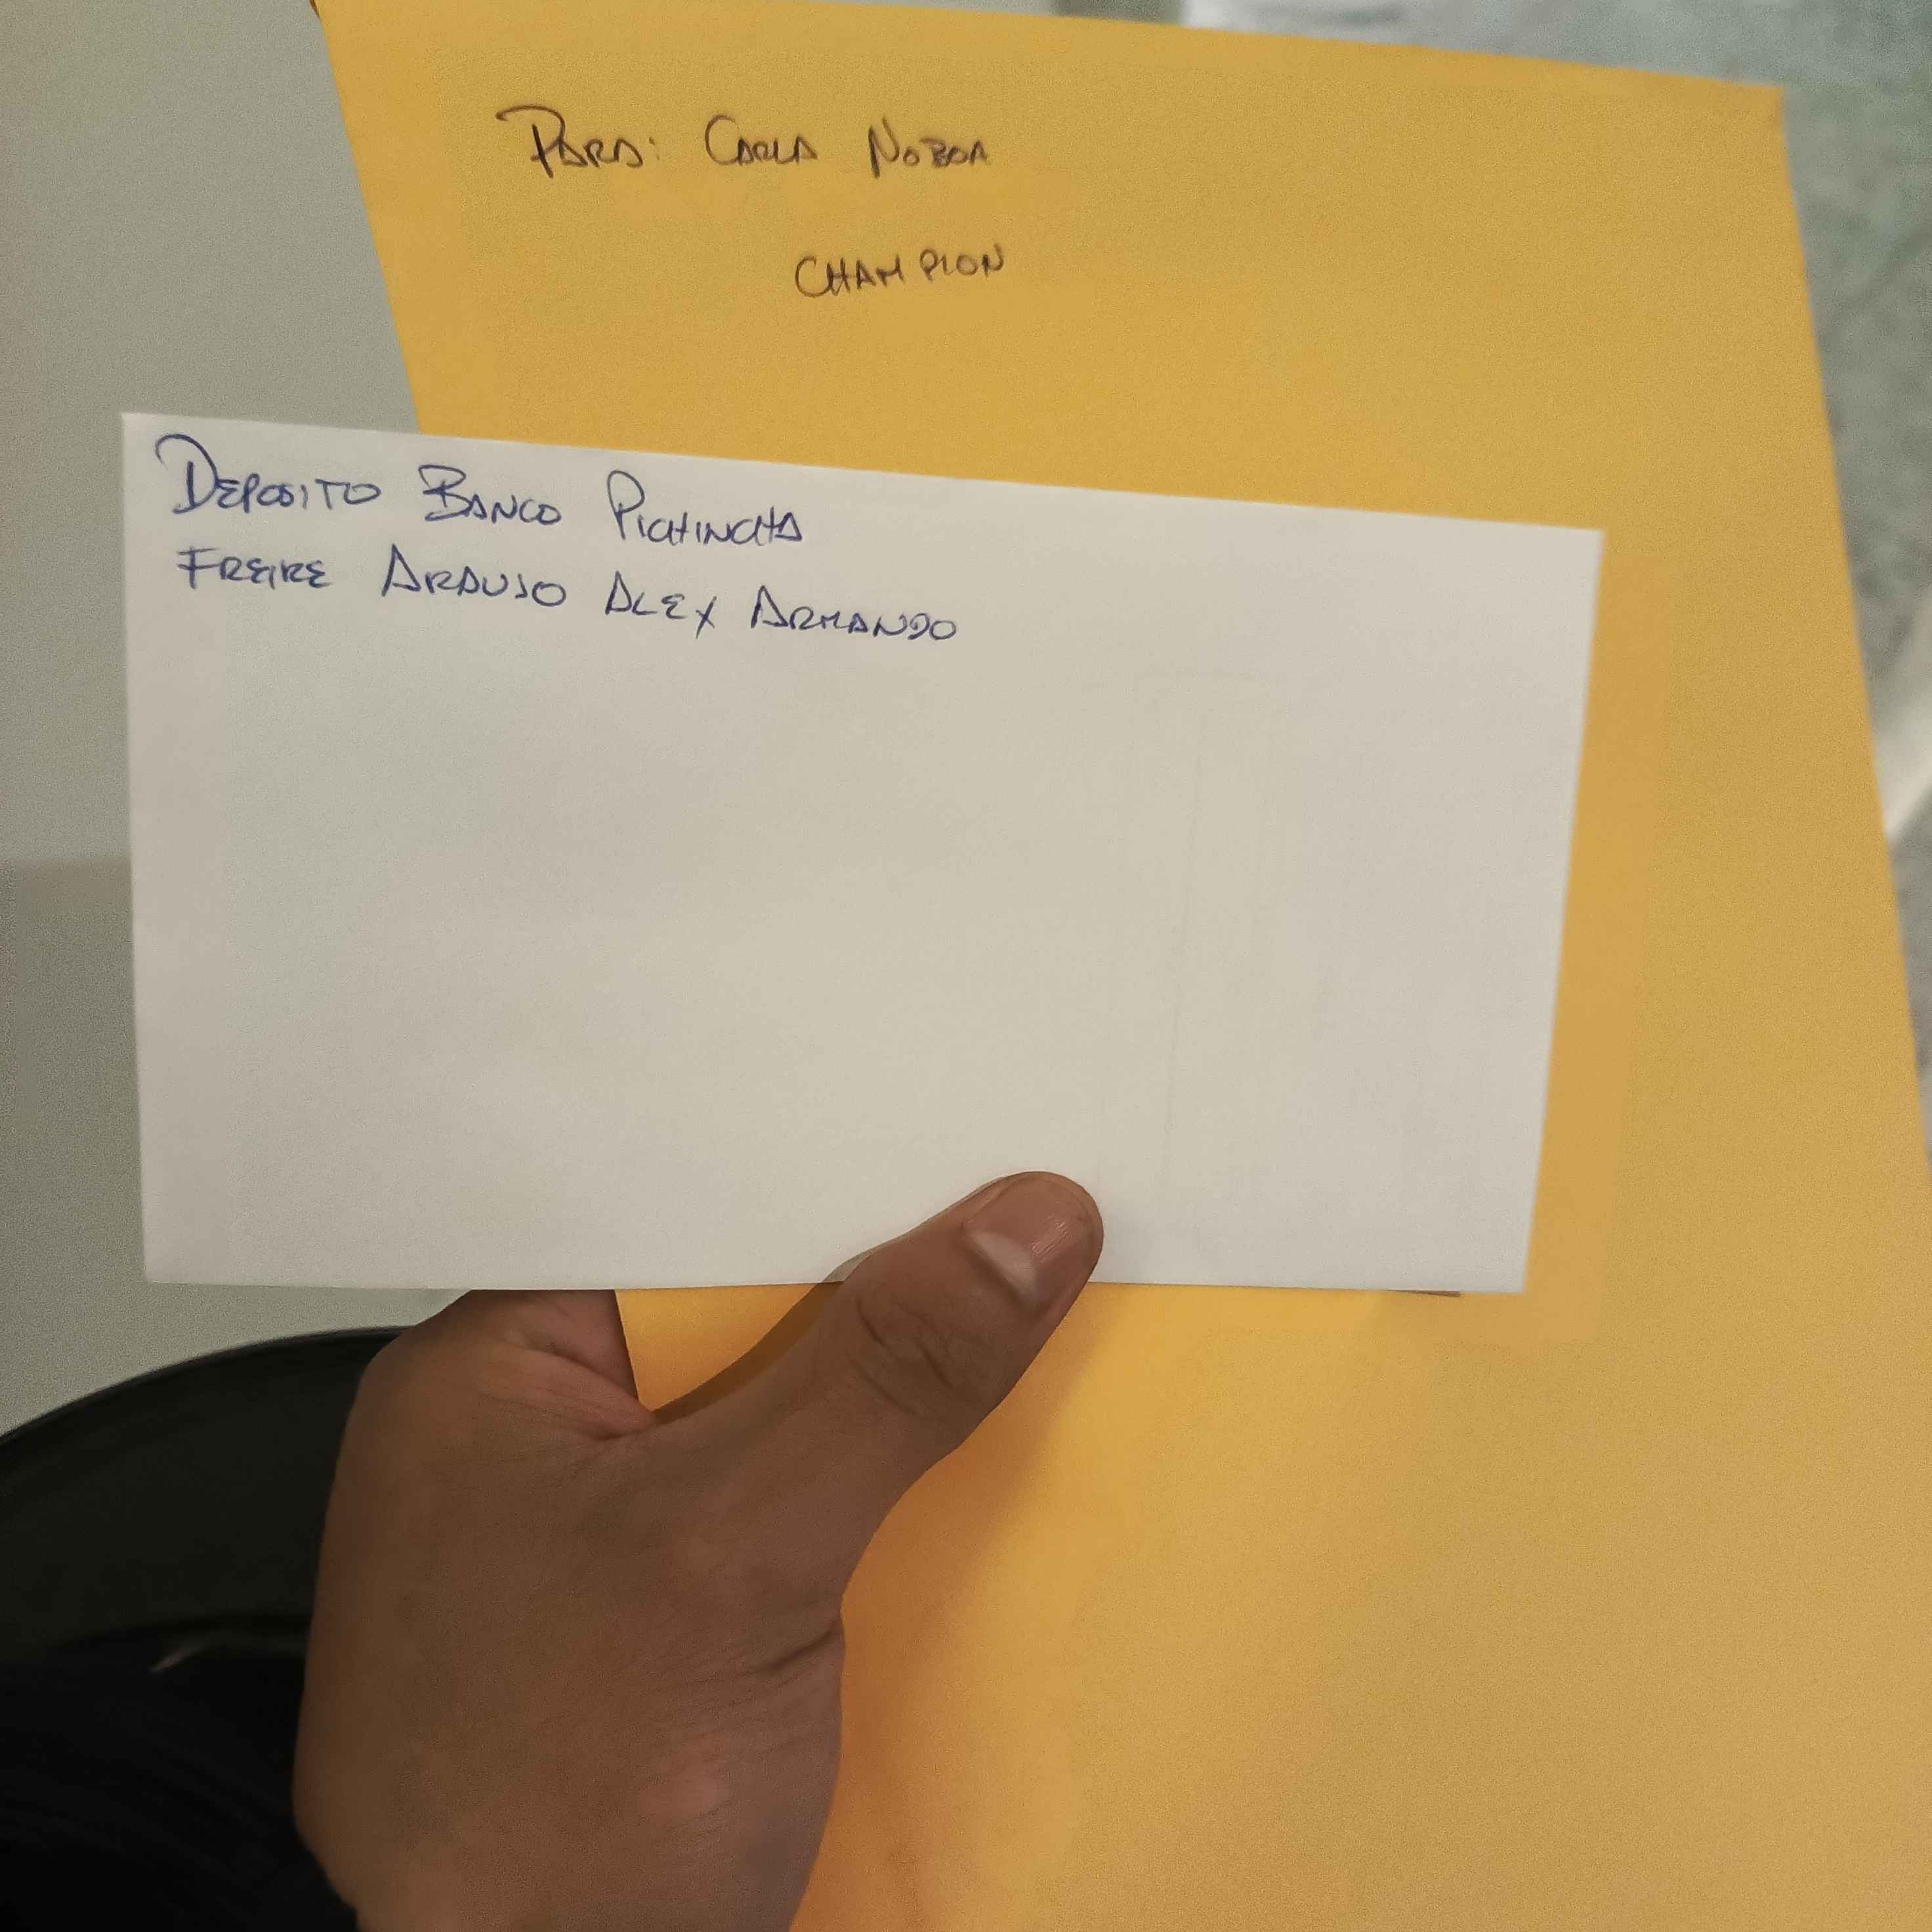 PARA: CARLA NOBOA
CHAMPION
DEPOSITO BANCO PICHINCHA
FREIRE ARAUJO ALEX ARMANDO